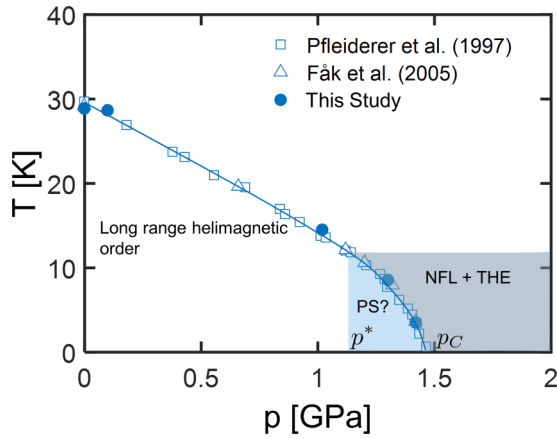 40
30
20
10
0
T [K]
Pfleiderer et al. (1997)
Fåk et al. (2005)
This Study
Long range helimagnetic
order
NFL + THE
PS?
p*
pC
0
0.5
1
1.5
2
p [GPa]